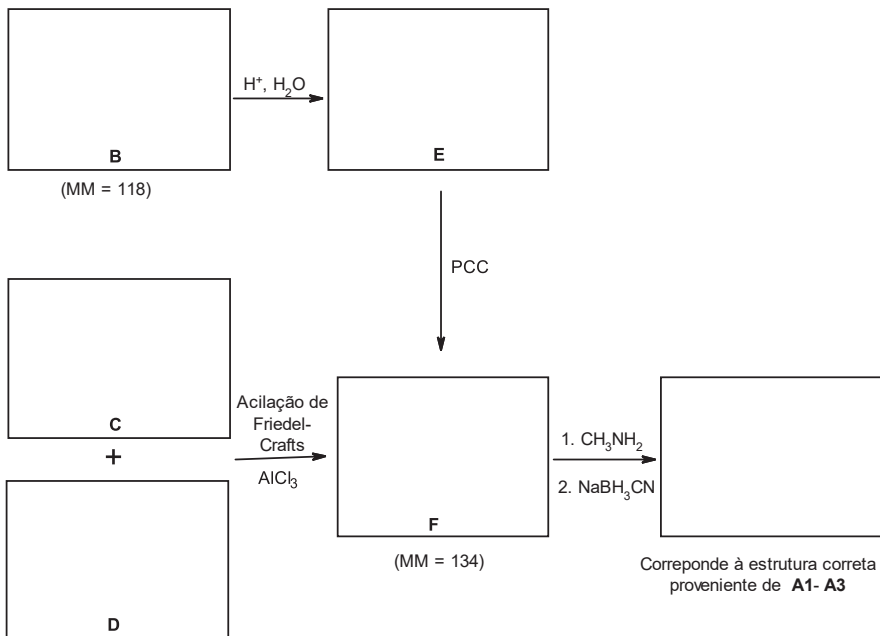 H⁺, H₂O
B
E
(MM = 118)
PCC
C
+
Acilação de
Friedel-
Crafts
AlCl₃
D
F
(MM = 134)
1. CH₃NH₂
2. NaBH₃CN
Correponde à estrutura correta
proveniente de A1- A3